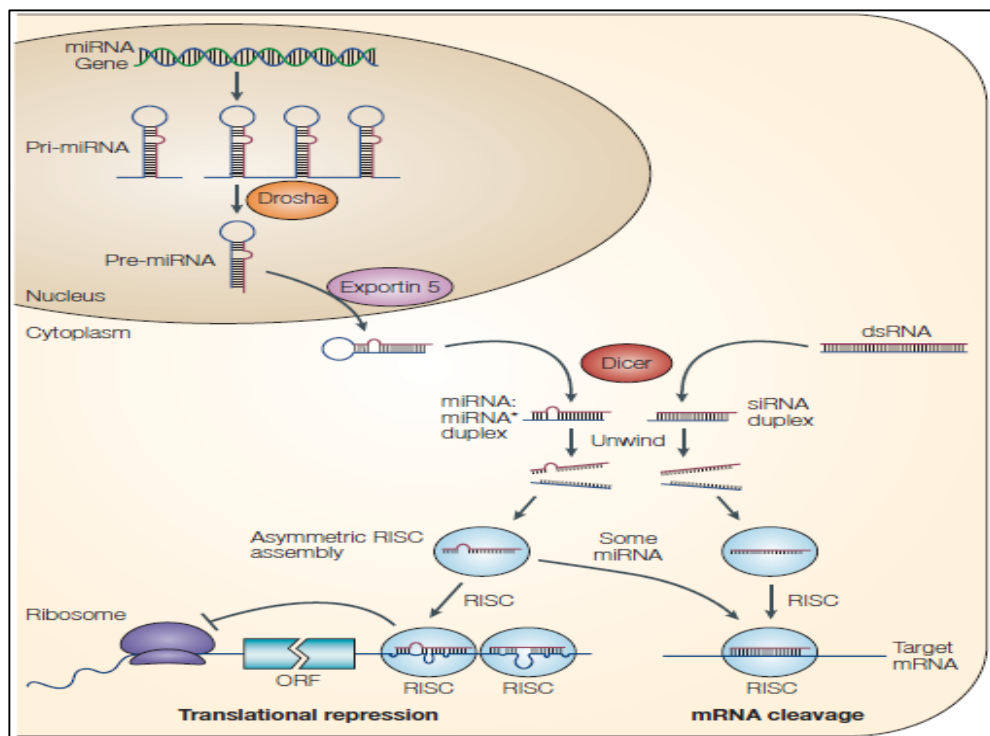 miRNA
Gene
Pri-miRNA
Drosha
Pre-miRNA
Exportin 5
Nucleus
Cytoplasm
dsRNA
Dicer
miRNA:
miRNA*
duplex
siRNA
duplex
Unwind
Asymmetric RISC
assembly
Some
miRNA
RISC
RISC
Ribosome
Target
mRNA
ORF
RISC
RISC
RISC
Translational repression
mRNA cleavage